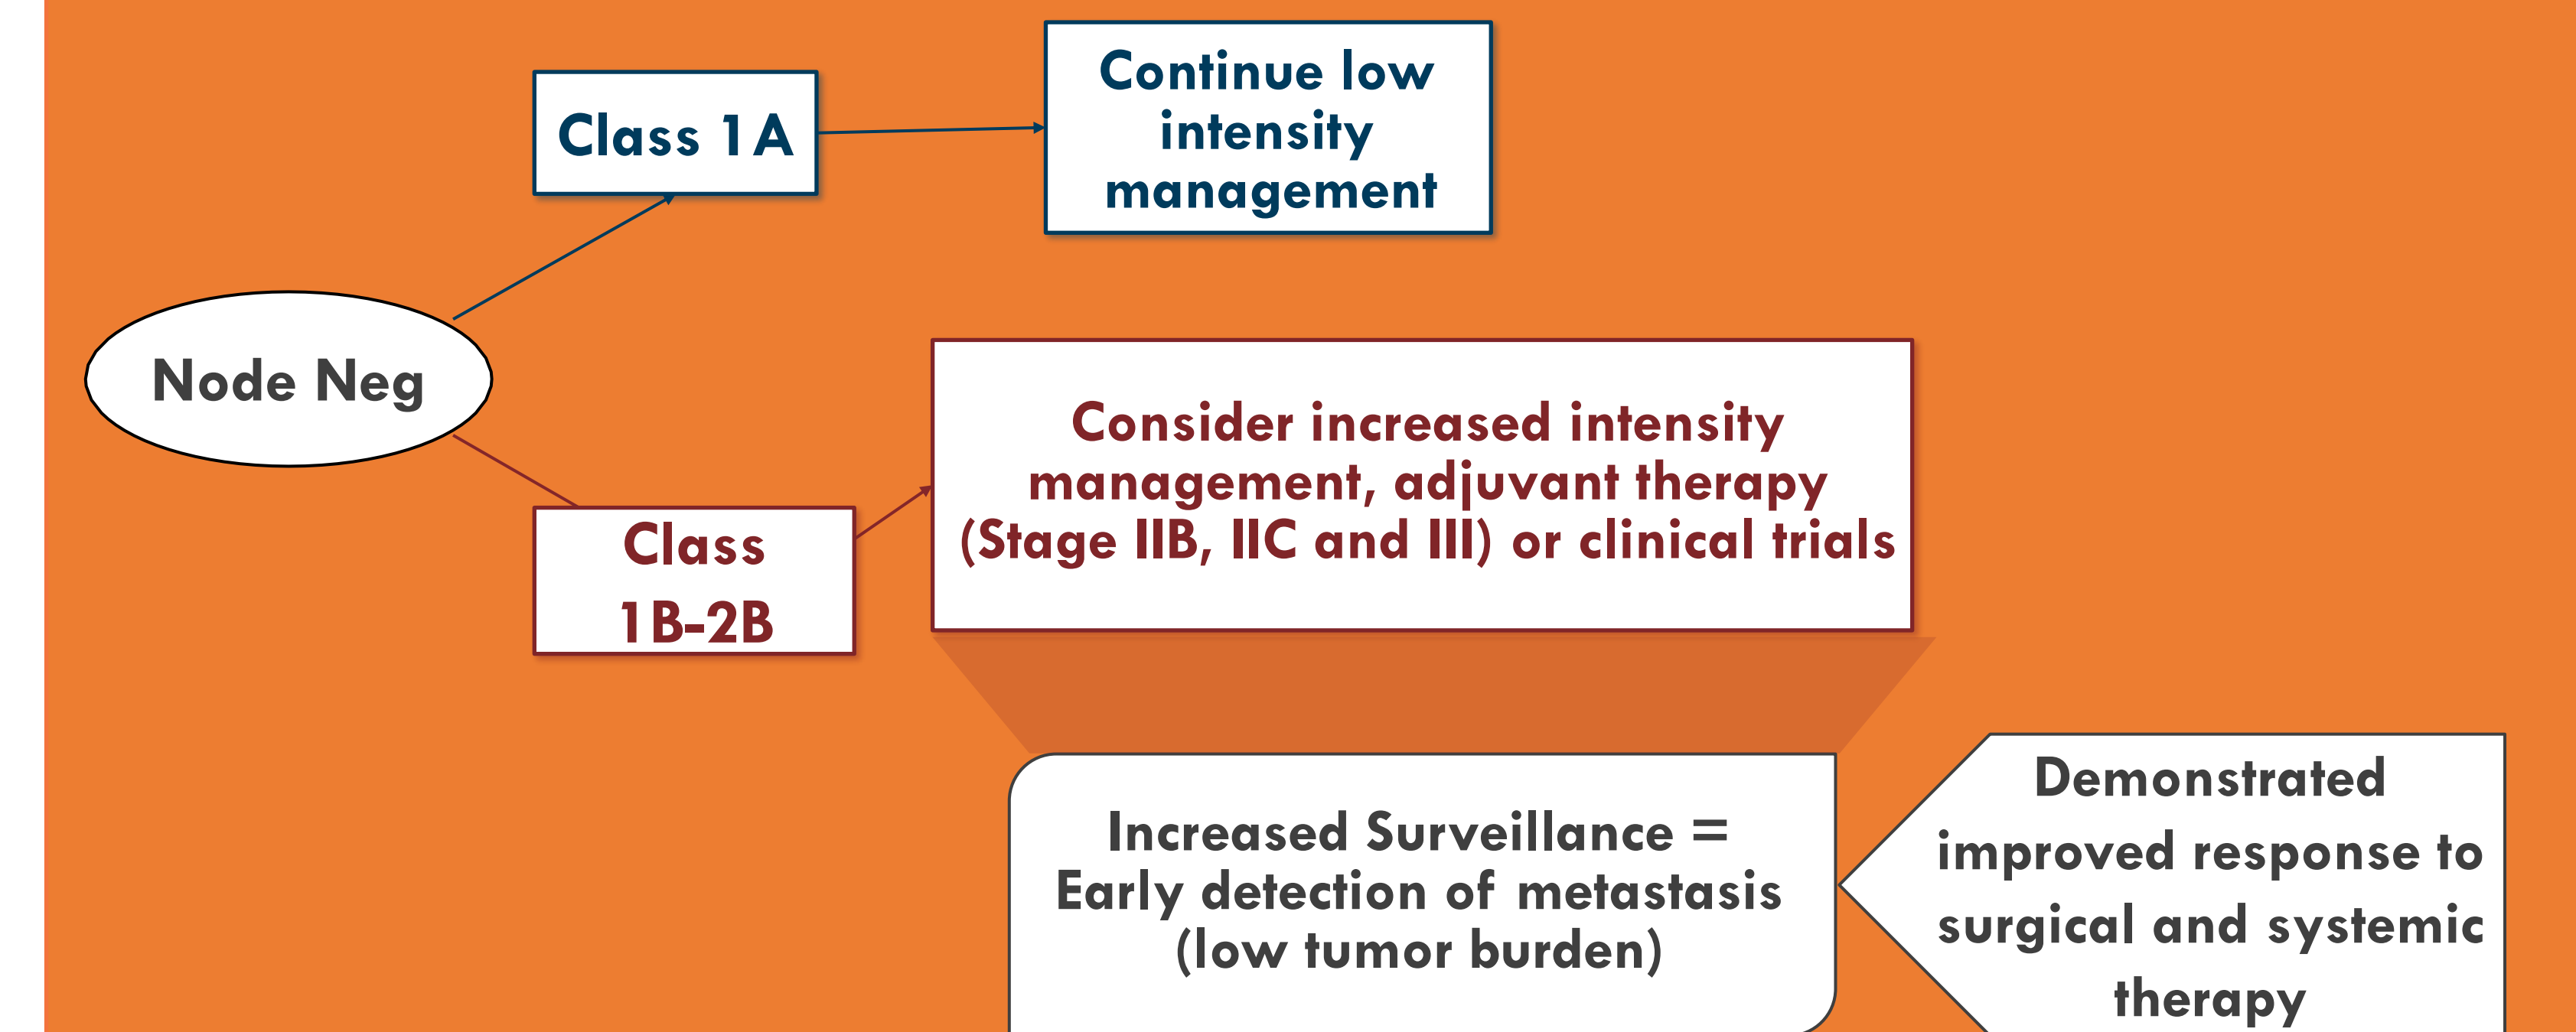 Class 1A
Continue low
intensity
management
Node Neg
Class
1B-2B
Consider increased intensity
management, adjuvant therapy
(Stage IIB, IIC and III) or clinical trials
Increased Surveillance =
Early detection of metastasis
(low tumor burden)
Demonstrated
improved response to
surgical and systemic
therapy